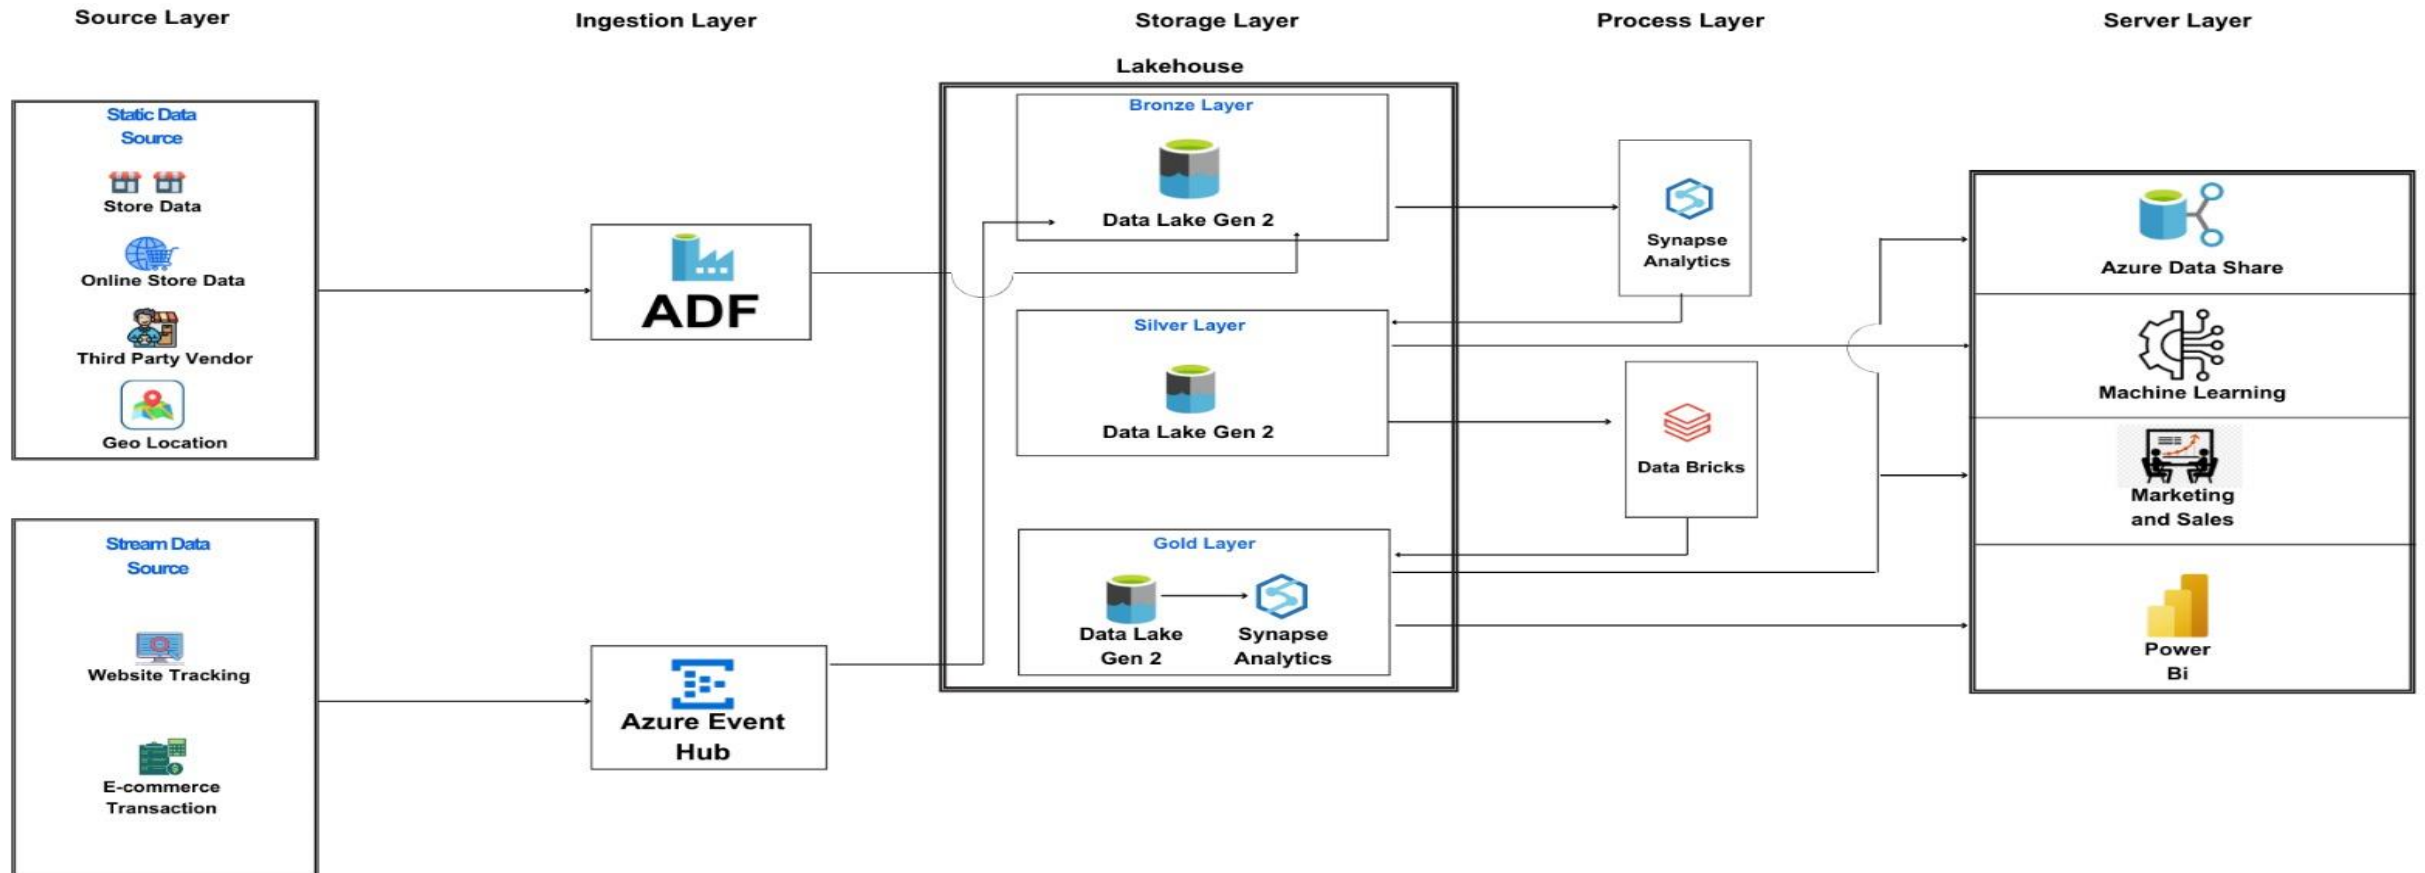 Source Layer
Ingestion Layer
Storage Layer
Process Layer
Server Layer
Lakehouse
Static Data
Source
Store Data
Online Store Data
Third Party Vendor
Geo Location
Stream Data
Source
Website Tracking
E-commerce
Transaction
ADF
Azure Event
Hub
Bronze Layer
Data Lake Gen 2
Silver Layer
Data Lake Gen 2
Gold Layer
Data Lake
Gen 2
Synapse
Analytics
Synapse
Analytics
Data Bricks
Azure Data Share
Machine Learning
Marketing
and Sales
Power
Bi